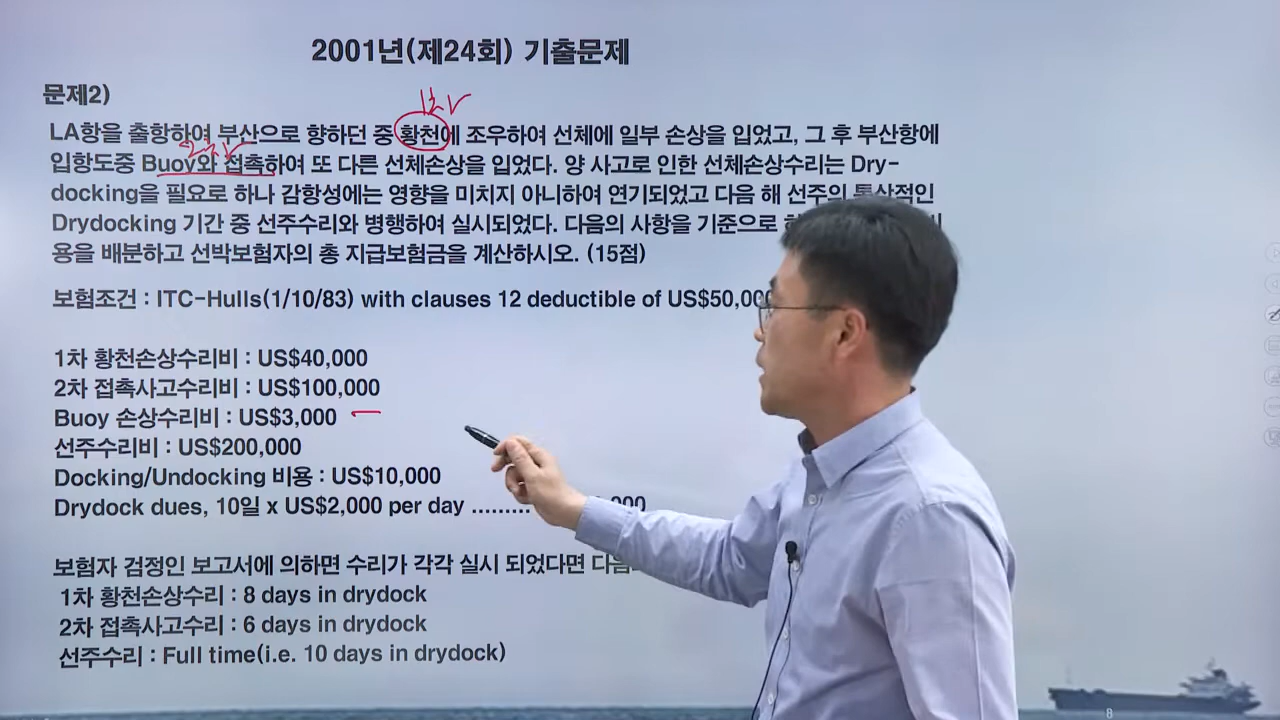 2001년(제24회) 기출문제
문제2)
1차
LA항을 출항하여 부산으로 향하던 중 황천에 조우하여 선체에 일부 손상을 입었고, 그 후 부산항에
2차
입항도중 Buoy와 접촉하여 또 다른 선체손상을 입었다. 양 사고로 인한 선체손상수리는 Dry-
docking을 필요로 하나 감항성에는 영향을 미치지 아니하여 연기되었고 다음 해 선주의 통상적인
Drydocking 기간 중 선주수리와 병행하여 실시되었다. 다음의 사항을 기준으로
용을 배분하고 선박보험자의 총 지급보험금을 계산하시오. (15점)
보험조건 : ITC-Hulls(1/10/83) with clauses 12 deductible of
1차 황천손상수리비 : US$40,000
2차 접촉사고수리비 : US$100,000
Buoy 손상수리비 : US$3,000
선주수리비 : US$200,000
Docking/Undocking 비용 : US$10,000
Drydock dues, 10일 x US$2,000 per day .........
보험자 검정인 보고서에 의하면 수리가 각각 실시 되었다면
1차 황천손상수리 : 8 days in drydock
2차 접촉사고수리 : 6 days in drydock
선주수리 : Full time(i.e. 10 days in drydock)
8